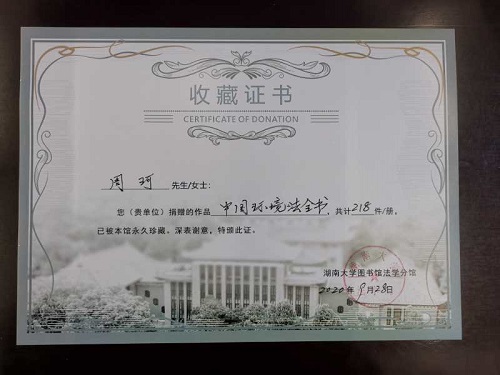 收藏证书
CERTIFICATE OF DONATION
周珂 先生/女士：
您（贵单位）捐赠的作品 中国环境法全书，共计218件/册，
已被本馆永久珍藏。深表谢意，特颁此证。
湖南大学图书馆法学分馆
2020年9月28日